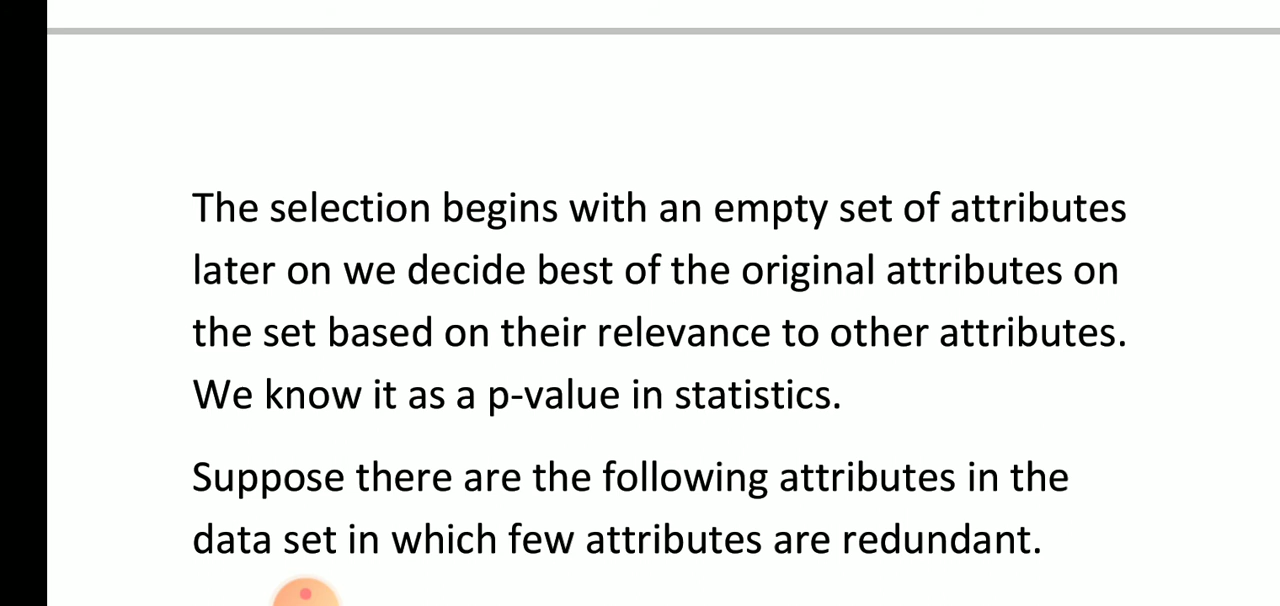 The selection begins with an empty set of attributes
later on we decide best of the original attributes on
the set based on their relevance to other attributes.
We know it as a p-value in statistics.
Suppose there are the following attributes in the
data set in which few attributes are redundant.